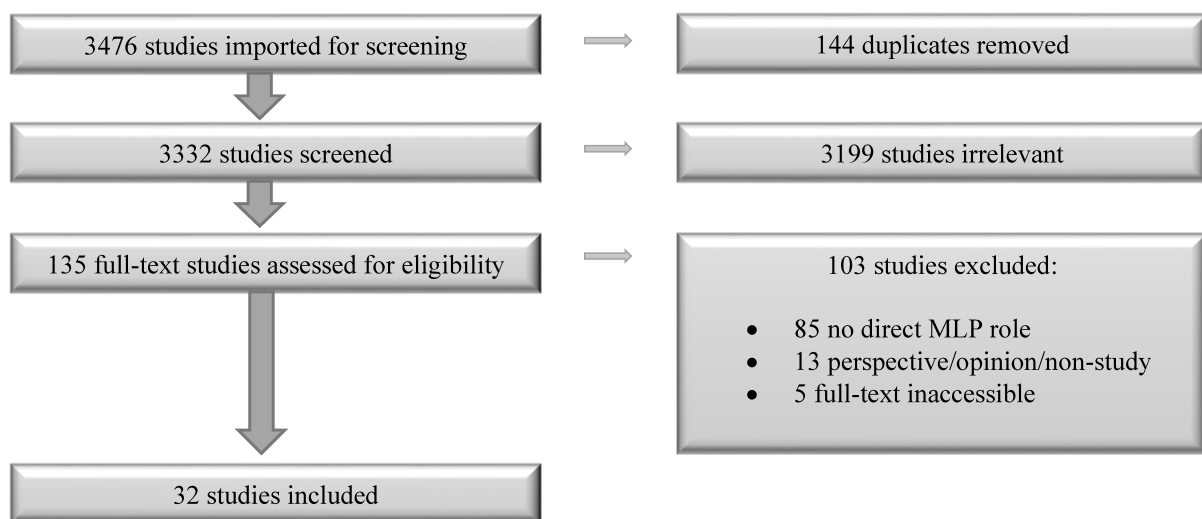 3476 studies imported for screening
144 duplicates removed
3332 studies screened
3199 studies irrelevant
135 full-text studies assessed for eligibility
103 studies excluded:
• 85 no direct MLP role
• 13 perspective/opinion/non-study
• 5 full-text inaccessible
32 studies included